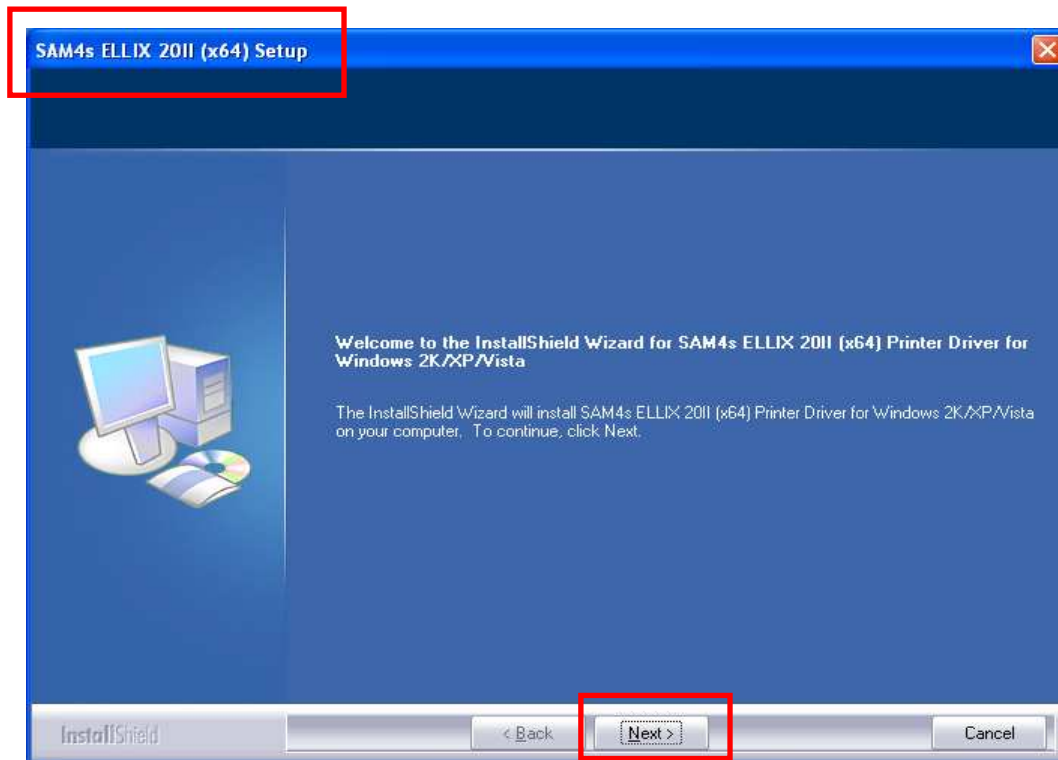 SAM4s ELLIX 20II (x64) Setup
Welcome to the InstallShield Wizard for SAM4s ELLIX 20II (x64) Printer Driver for
Windows 2K/XP/Vista
The InstallShield Wizard will install SAM4s ELLIX 20II (x64) Printer Driver for Windows 2K/XP/Vista
on your computer. To continue, click Next.
InstallShield
< Back
Next >
Cancel